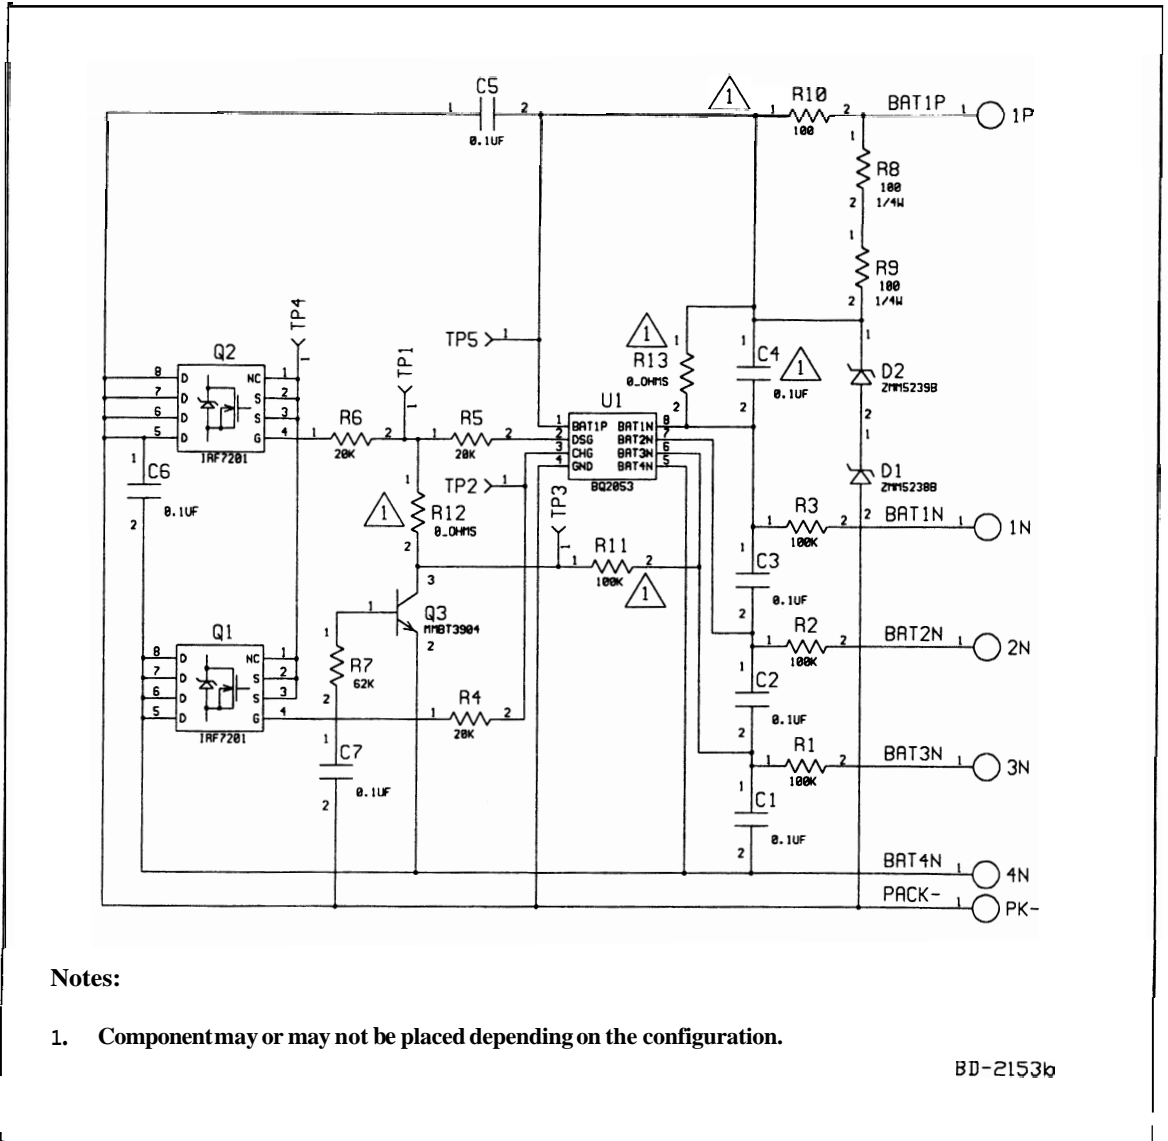 C5
1 2
0.1UF
1
R10
1 2
100
BAT1P 1 1P
1
R8
100
2 1/4W
1
R9
100
2 1/4W
TP4
1
TP1
1
TP5 1
1
R13
0_OHMS
1
2
1
C4
1
0.1UF
2
1
D2
ZMM5239B
2
1
D1
ZMM5238B
2
Q2
8 D NC 1
7 D S 2
6 D S 3
5 D G 4
IRF7201
R6
1 2
20K
R5
1 2
20K
U1
1 BAT1P BAT1N 8
2 DSG BAT2N 7
3 CHG BAT3N 6
4 GND BAT4N 5
BQ2053
1
C6
0.1UF
2
TP2 1
TP3
1
1
1
R12
0_OHMS
2
R11
1 2
100K
1
R3
1 2
100K
BAT1N 1 1N
1
C3
0.1UF
2
3
1
Q3
MMBT3904
2
1
R7
62K
2
R2
1 2
100K
BAT2N 1 2N
1
C2
0.1UF
2
Q1
8 D NC 1
7 D S 2
6 D S 3
5 D G 4
IRF7201
R4
1 2
20K
1
C7
0.1UF
2
R1
1 2
100K
BAT3N 1 3N
1
C1
0.1UF
2
BAT4N 1 4N
PACK- 1 PK-
Notes:
1. Component may or may not be placed depending on the configuration.
BD-2153b